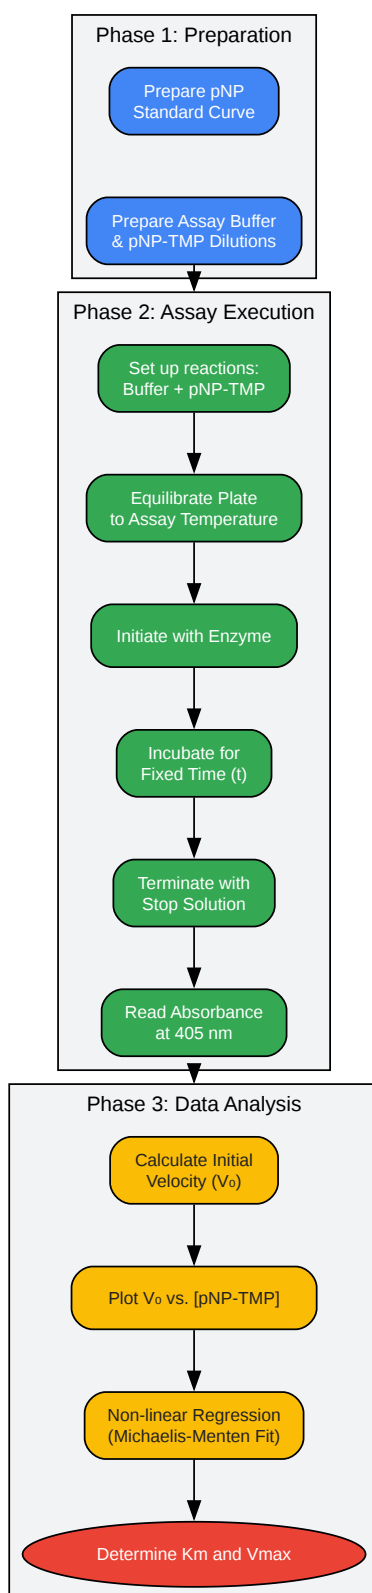 Phase 1: Preparation
Prepare pNP
Standard Curve
Prepare Assay Buffer
& pNP-TMP Dilutions
Phase 2: Assay Execution
Set up reactions:
Buffer + pNP-TMP
Equilibrate Plate
to Assay Temperature
Initiate with Enzyme
Incubate for
Fixed Time (t)
Terminate with
Stop Solution
Read Absorbance
at 405 nm
Phase 3: Data Analysis
Calculate Initial
Velocity (V₀)
Plot V₀ vs. [pNP-TMP]
Non-linear Regression
(Michaelis-Menten Fit)
Determine Km and Vmax